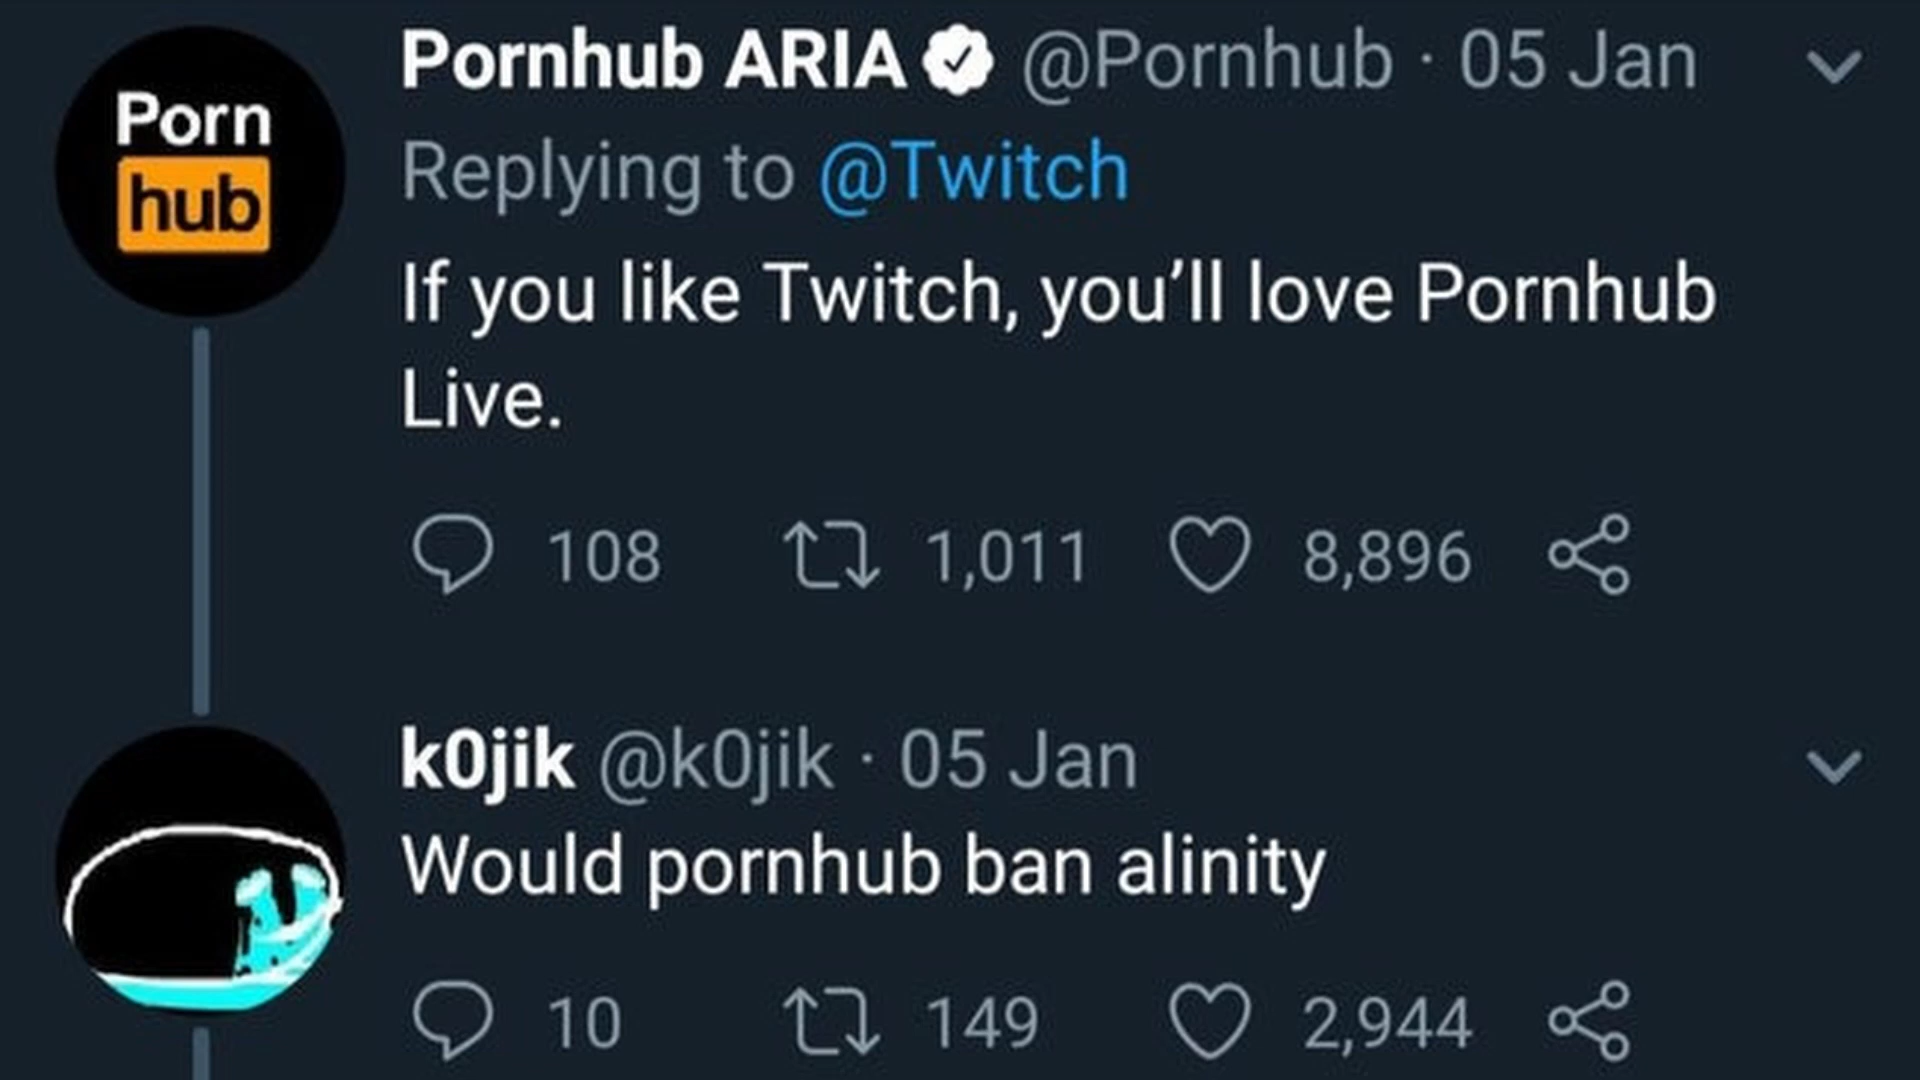 Porn
hub
Pornhub ARIA @Pornhub · 05 Jan
Replying to @Twitch
If you like Twitch, you’ll love Pornhub
Live.
108 1,011 8,896
k0jik @k0jik · 05 Jan
Would pornhub ban alinity
10 149 2,944